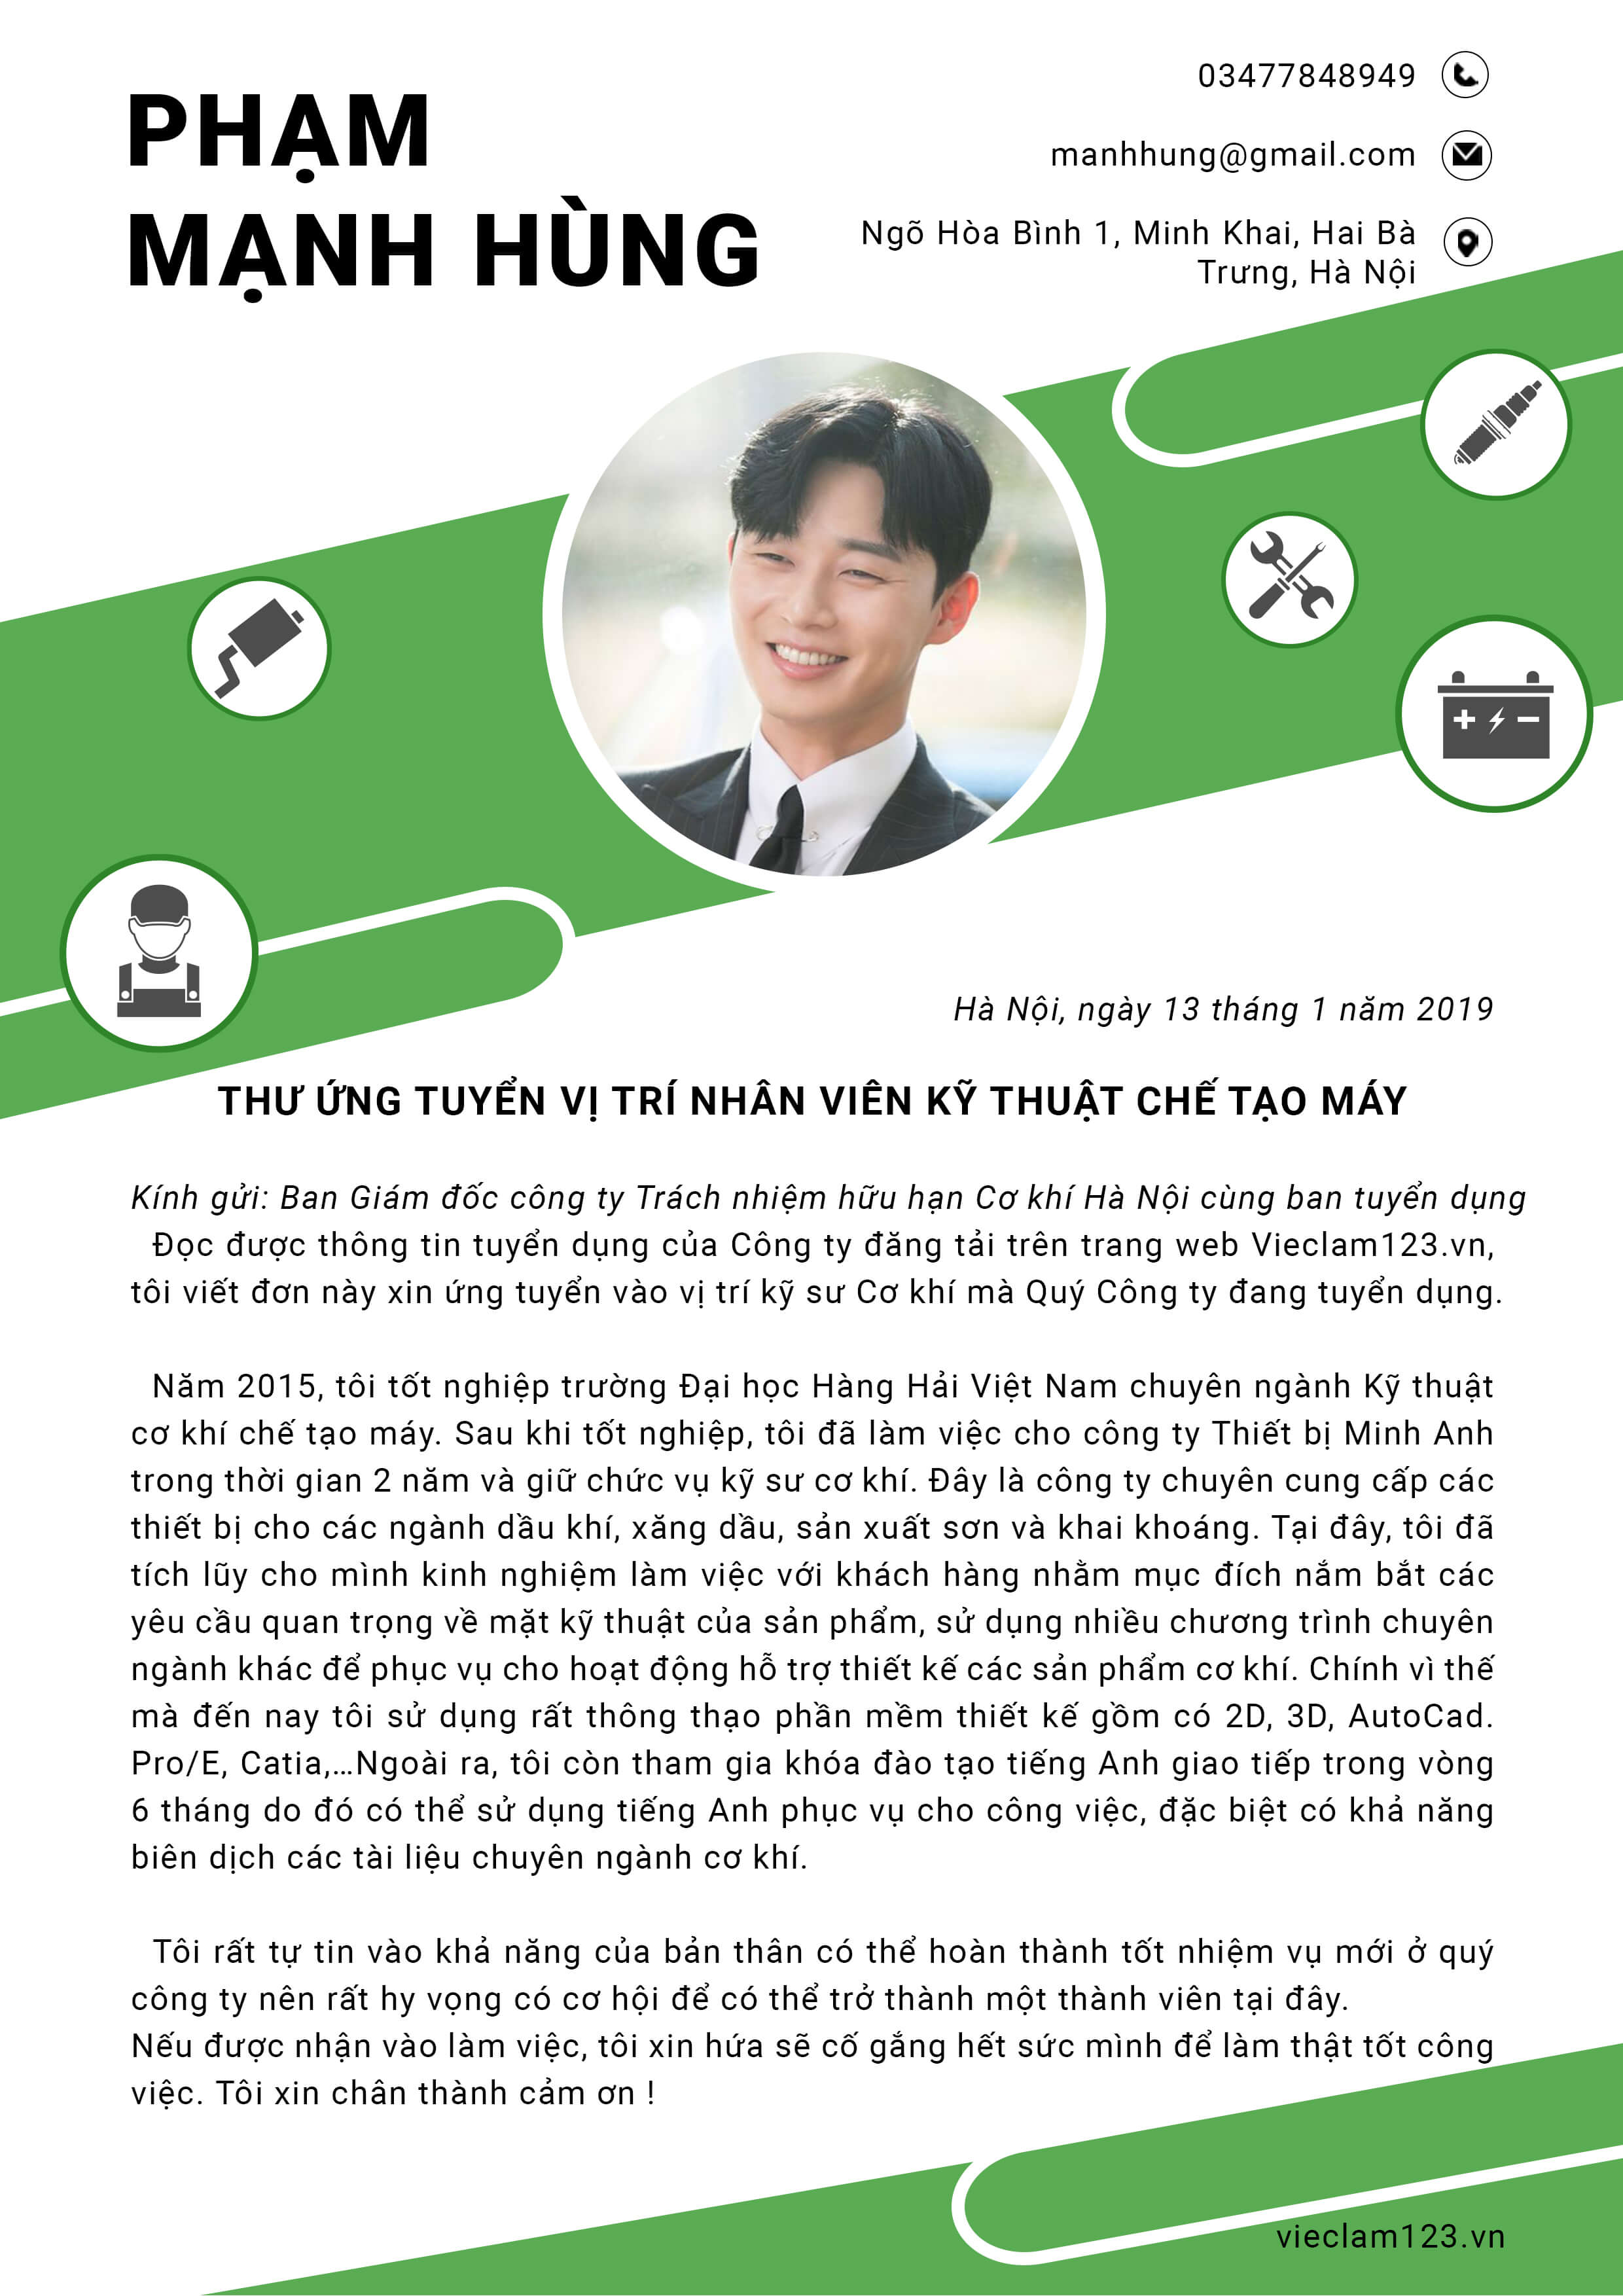 PHẠM
MẠNH HÙNG
03477848949
manhhung@gmail.com
Ngõ Hòa Bình 1, Minh Khai, Hai Bà
Trưng, Hà Nội
Hà Nội, ngày 13 tháng 1 năm 2019
THƯ ỨNG TUYỂN VỊ TRÍ NHÂN VIÊN KỸ THUẬT CHẾ TẠO MÁY
Kính gửi: Ban Giám đốc công ty Trách nhiệm hữu hạn Cơ khí Hà Nội cùng ban tuyển dụng
Đọc được thông tin tuyển dụng của Công ty đăng tải trên trang web Vieclam123.vn,
tôi viết đơn này xin ứng tuyển vào vị trí kỹ sư Cơ khí mà Quý Công ty đang tuyển dụng.
Năm 2015, tôi tốt nghiệp trường Đại học Hàng Hải Việt Nam chuyên ngành Kỹ thuật
cơ khí chế tạo máy. Sau khi tốt nghiệp, tôi đã làm việc cho công ty Thiết bị Minh Anh
trong thời gian 2 năm và giữ chức vụ kỹ sư cơ khí. Đây là công ty chuyên cung cấp các
thiết bị cho các ngành dầu khí, xăng dầu, sản xuất sơn và khai khoáng. Tại đây, tôi đã
tích lũy cho mình kinh nghiệm làm việc với khách hàng nhằm mục đích nắm bắt các
yêu cầu quan trọng về mặt kỹ thuật của sản phẩm, sử dụng nhiều chương trình chuyên
ngành khác để phục vụ cho hoạt động hỗ trợ thiết kế các sản phẩm cơ khí. Chính vì thế
mà đến nay tôi sử dụng rất thông thạo phần mềm thiết kế gồm có 2D, 3D, AutoCad.
Pro/E, Catia,…Ngoài ra, tôi còn tham gia khóa đào tạo tiếng Anh giao tiếp trong vòng
6 tháng do đó có thể sử dụng tiếng Anh phục vụ cho công việc, đặc biệt có khả năng
biên dịch các tài liệu chuyên ngành cơ khí.
Tôi rất tự tin vào khả năng của bản thân có thể hoàn thành tốt nhiệm vụ mới ở quý
công ty nên rất hy vọng có cơ hội để có thể trở thành một thành viên tại đây.
Nếu được nhận vào làm việc, tôi xin hứa sẽ cố gắng hết sức mình để làm thật tốt công
việc. Tôi xin chân thành cảm ơn !
vieclam123.vn